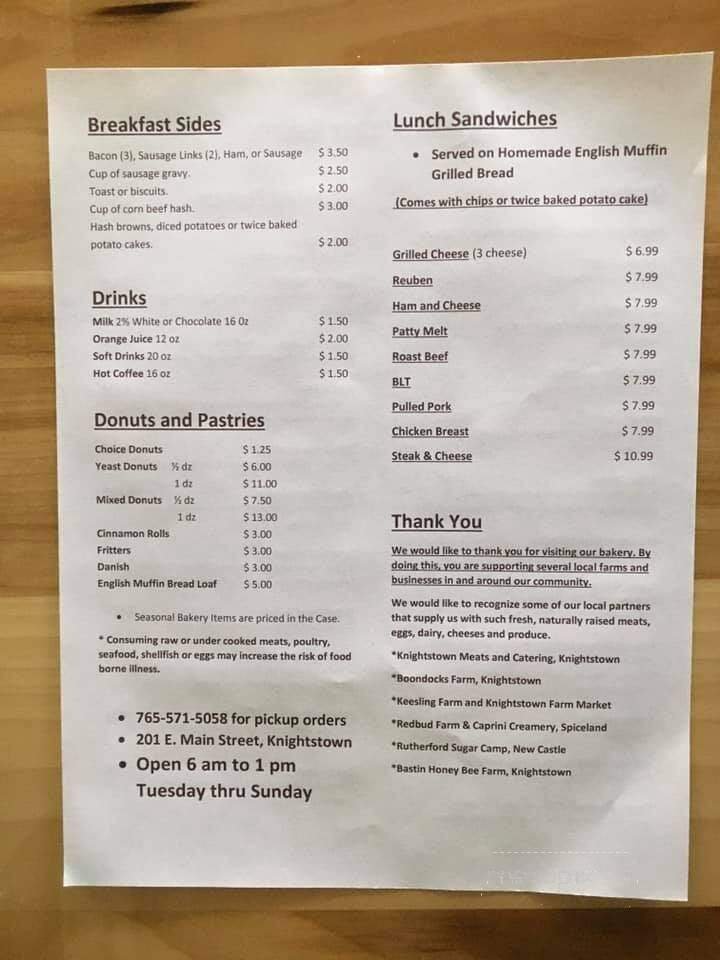 Breakfast Sides
Bacon (3), Sausage Links (2), Ham, or Sausage $ 3.50
Cup of sausage gravy. $ 2.50
Toast or biscuits. $ 2.00
Cup of corn beef hash. $ 3.00
Hash browns, diced potatoes or twice baked
potato cakes. $ 2.00
Drinks
Milk 2% White or Chocolate 16 Oz $ 1.50
Orange Juice 12 oz $ 2.00
Soft Drinks 20 oz $ 1.50
Hot Coffee 16 oz $ 1.50
Donuts and Pastries
Choice Donuts $ 1.25
Yeast Donuts ½ dz $ 6.00
1 dz $ 11.00
Mixed Donuts ½ dz $ 7.50
1 dz $ 13.00
Cinnamon Rolls $ 3.00
Fritters $ 3.00
Danish $ 3.00
English Muffin Bread Loaf $ 5.00
• Seasonal Bakery Items are priced in the Case.
* Consuming raw or under cooked meats, poultry,
seafood, shellfish or eggs may increase the risk of food
borne illness.
• 765-571-5058 for pickup orders
• 201 E. Main Street, Knightstown
• Open 6 am to 1 pm
Tuesday thru Sunday
Lunch Sandwiches
• Served on Homemade English Muffin
Grilled Bread
(Comes with chips or twice baked potato cake)
Grilled Cheese (3 cheese) $ 6.99
Reuben $ 7.99
Ham and Cheese $ 7.99
Patty Melt $ 7.99
Roast Beef $ 7.99
BLT $ 7.99
Pulled Pork $ 7.99
Chicken Breast $ 7.99
Steak & Cheese $ 10.99
Thank You
We would like to thank you for visiting our bakery. By
doing this, you are supporting several local farms and
businesses in and around our community.
We would like to recognize some of our local partners
that supply us with such fresh, naturally raised meats,
eggs, dairy, cheeses and produce.
*Knightstown Meats and Catering, Knightstown
*Boondocks Farm, Knightstown
*Keesling Farm and Knightstown Farm Market
*Redbud Farm & Caprini Creamery, Spiceland
*Rutherford Sugar Camp, New Castle
*Bastin Honey Bee Farm, Knightstown